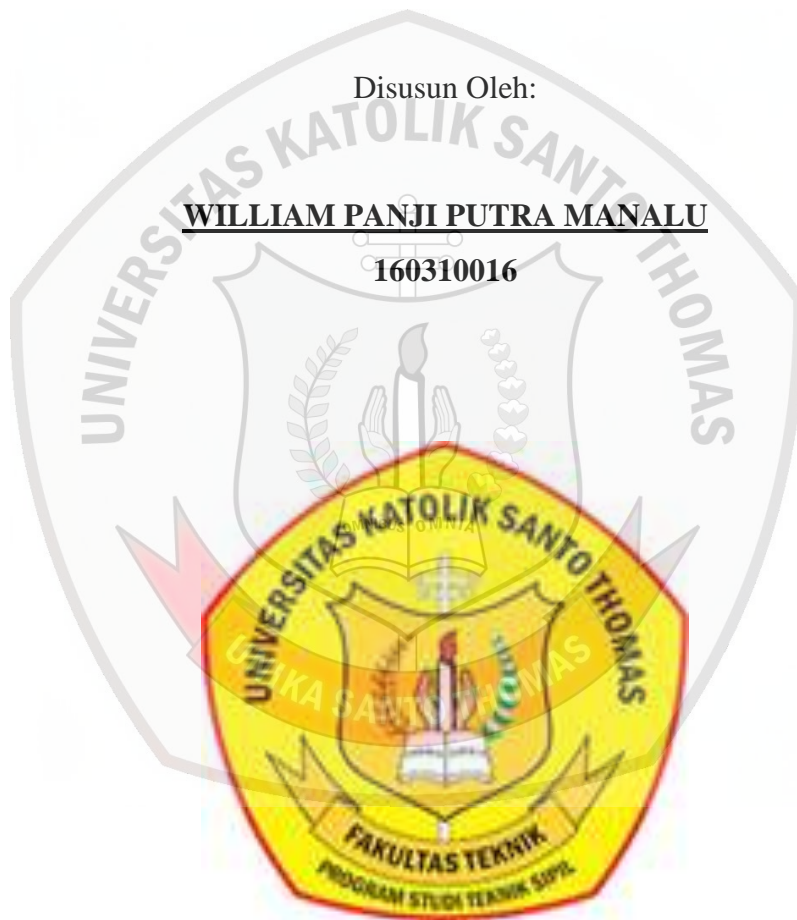 Disusun Oleh:
UNIVERSITAS KATOLIK SANTO THOMAS
WILLIAM PANJI PUTRA MANALU
160310016
OMNIA
UNIKA SANTO THOMAS
UNIVERSITAS KATOLIK SANTO THOMAS
FAKULTAS TEKNIK
PROGRAM STUDI TEKNIK SIPIL